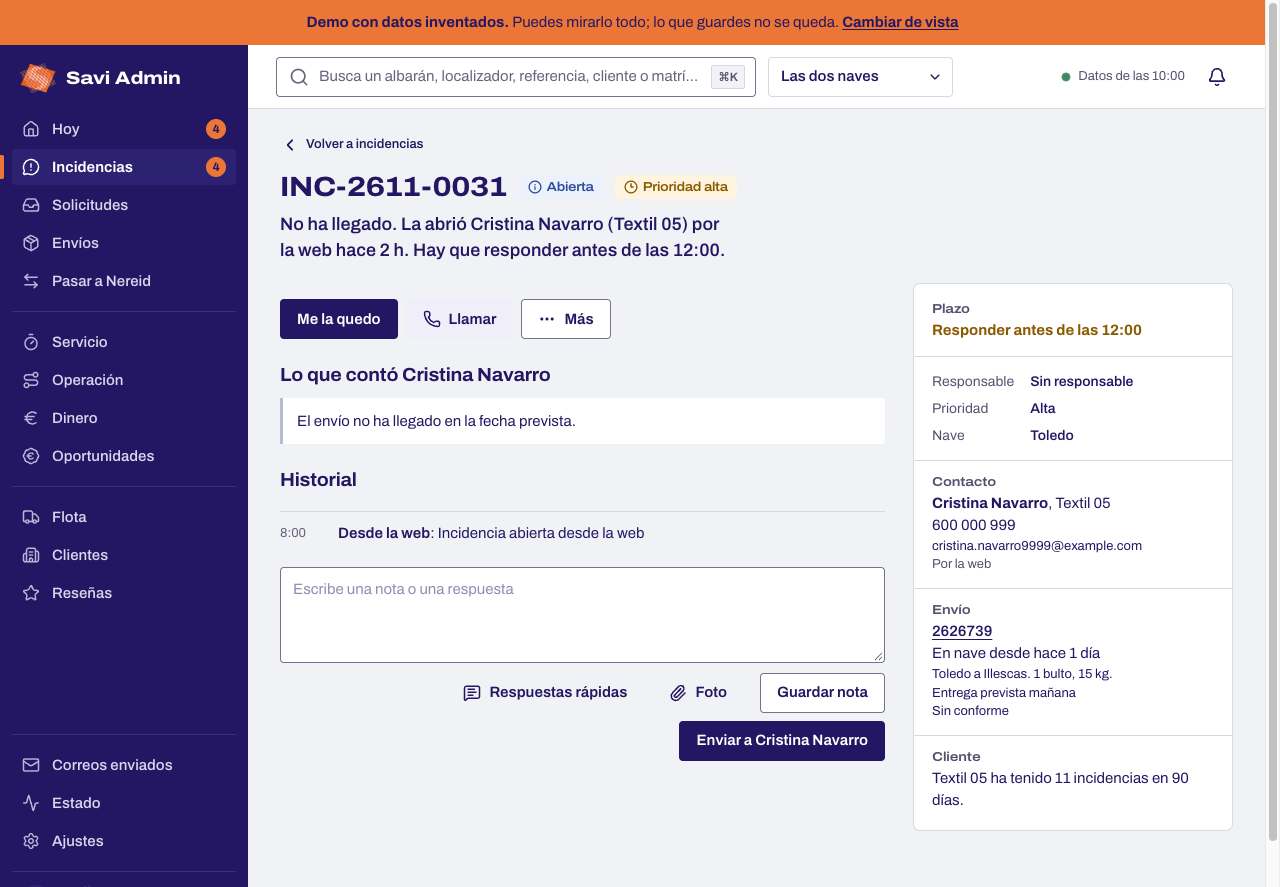 Demo con datos inventados. Puedes mirarlo todo; lo que guardes no se queda. Cambiar de vista
Savi Admin
Hoy 4
Incidencias 4
Solicitudes
Envíos
Pasar a Nereid
Servicio
Operación
Dinero
Oportunidades
Flota
Clientes
Reseñas
Correos enviados
Estado
Ajustes
Busca un albarán, localizador, referencia, cliente o matrí… ⌘K
Las dos naves
Datos de las 10:00
Volver a incidencias
INC-2611-0031 Abierta Prioridad alta
No ha llegado. La abrió Cristina Navarro (Textil 05) por
la web hace 2 h. Hay que responder antes de las 12:00.
Me la quedo Llamar Más
Lo que contó Cristina Navarro
El envío no ha llegado en la fecha prevista.
Historial
8:00 Desde la web: Incidencia abierta desde la web
Escribe una nota o una respuesta
Respuestas rápidas Foto Guardar nota
Enviar a Cristina Navarro
Plazo
Responder antes de las 12:00
Responsable Sin responsable
Prioridad Alta
Nave Toledo
Contacto
Cristina Navarro, Textil 05
600 000 999
cristina.navarro9999@example.com
Por la web
Envío
2626739
En nave desde hace 1 día
Toledo a Illescas. 1 bulto, 15 kg.
Entrega prevista mañana
Sin conforme
Cliente
Textil 05 ha tenido 11 incidencias en 90
días.